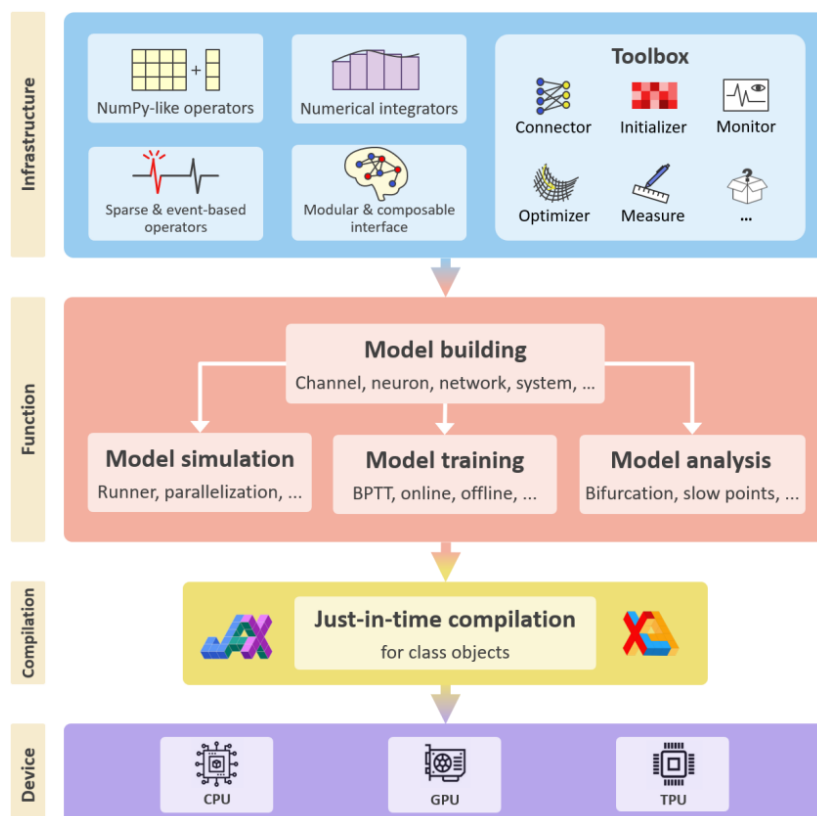 Infrastructure
NumPy-like operators
Numerical integrators
Sparse & event-based
operators
Modular & composable
interface
Toolbox
Connector
Initializer
Monitor
Optimizer
Measure
?
...
Function
Model building
Channel, neuron, network, system, ...
Model simulation
Runner, parallelization, ...
Model training
BPTT, online, offline, ...
Model analysis
Bifurcation, slow points, ...
Compilation
JAX
Just-in-time compilation
for class objects
XLA
Device
CPU
GPU
TPU